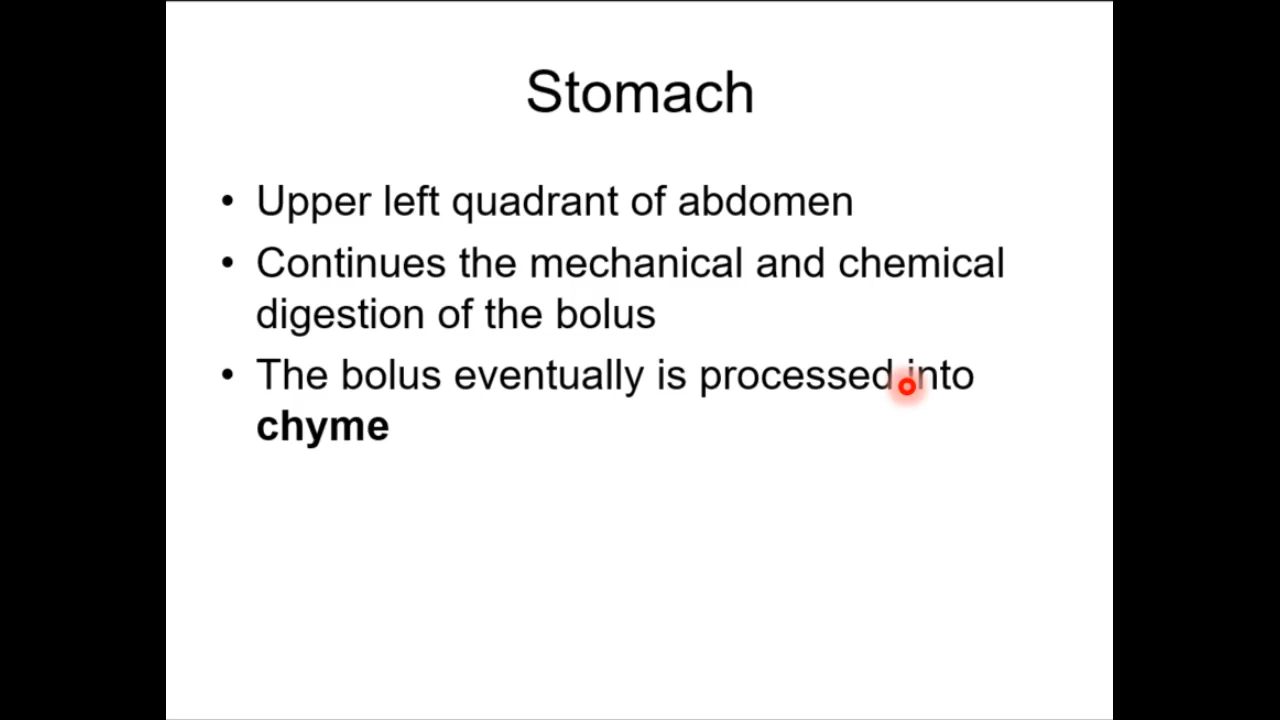 Stomach
• Upper left quadrant of abdomen
• Continues the mechanical and chemical
digestion of the bolus
• The bolus eventually is processed into
chyme